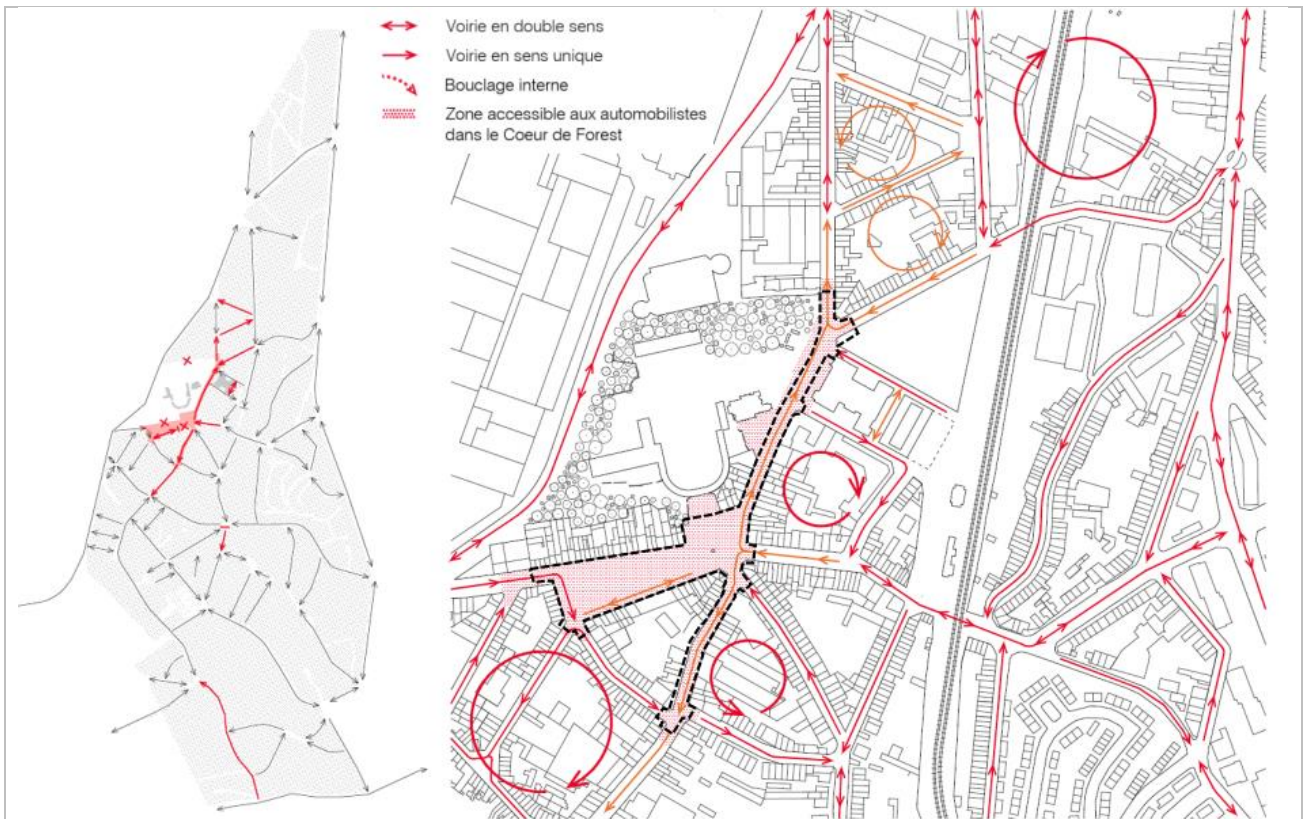 Voirie en double sens
Voirie en sens unique
Bouclage interne
Zone accessible aux automobilistes
dans le Coeur de Forest